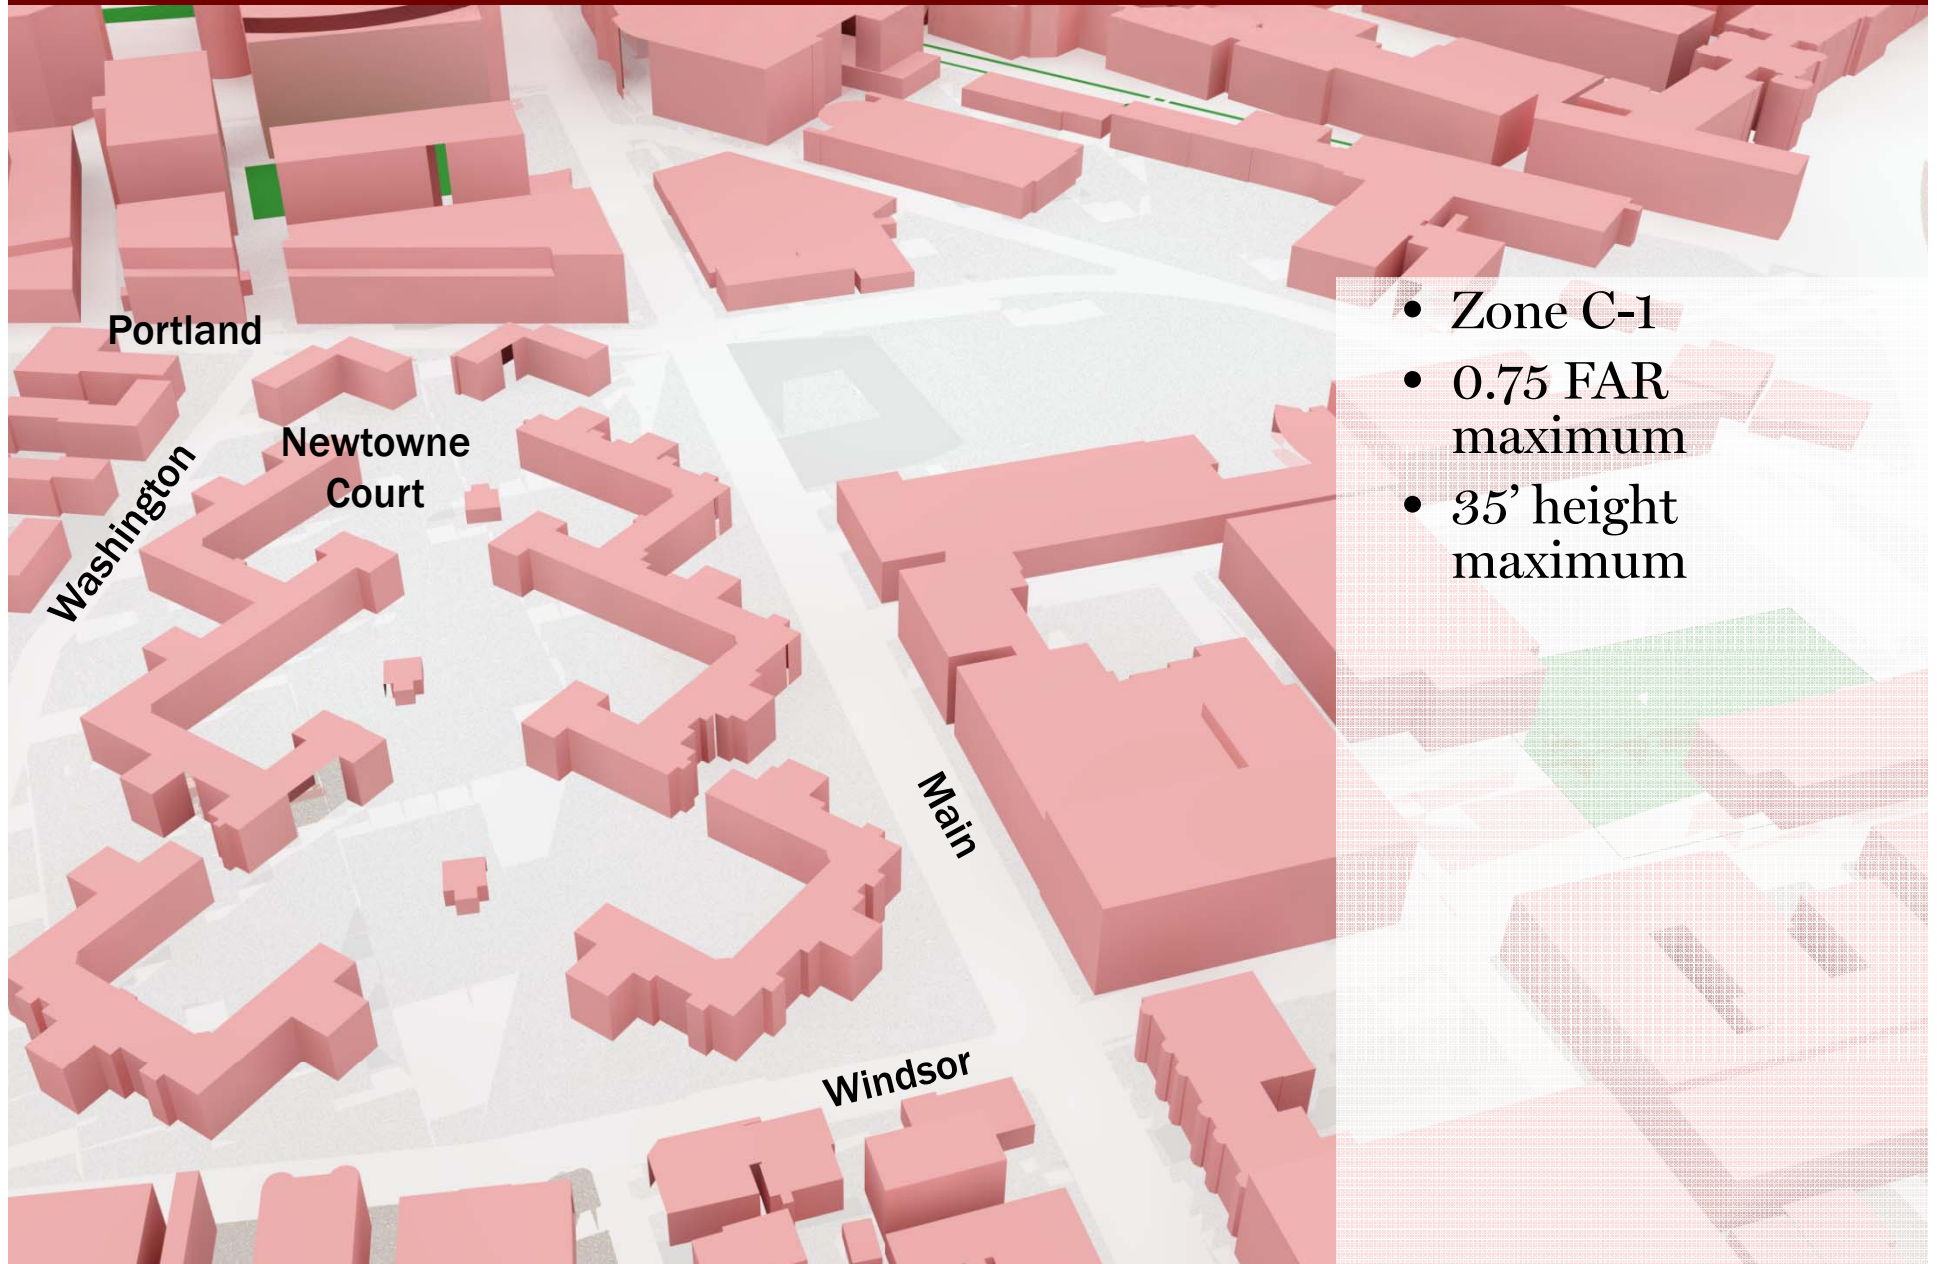 Portland
Newtowne
Court
Washington
Main
Windsor
• Zone C-1
• 0.75 FAR
maximum
• 35’ height
maximum